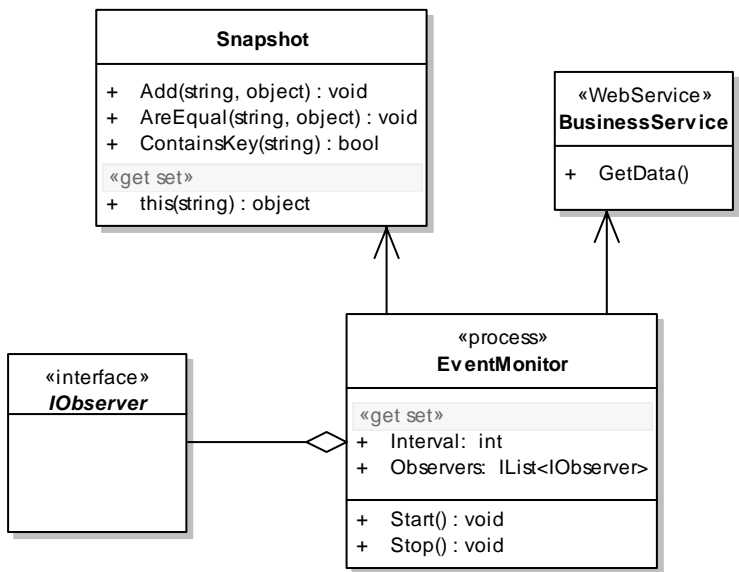 Snapshot
+ Add(string, object) : void
+ AreEqual(string, object) : void
+ ContainsKey(string) : bool
«get set»
+ this(string) : object
«WebService»
BusinessService
+ GetData()
«interface»
IObserver
«process»
EventMonitor
«get set»
+ Interval: int
+ Observers: IList<IObserver>
+ Start() : void
+ Stop() : void